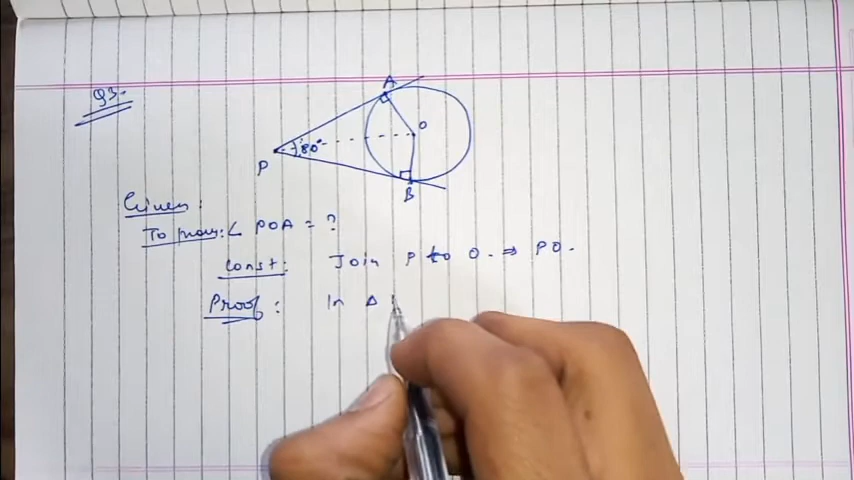 Q3.
A
O
80°
P
B
Given:
To prove: ∠ POA = ?
Const: Join P to O. ⇒ PO.
Proof: In Δ